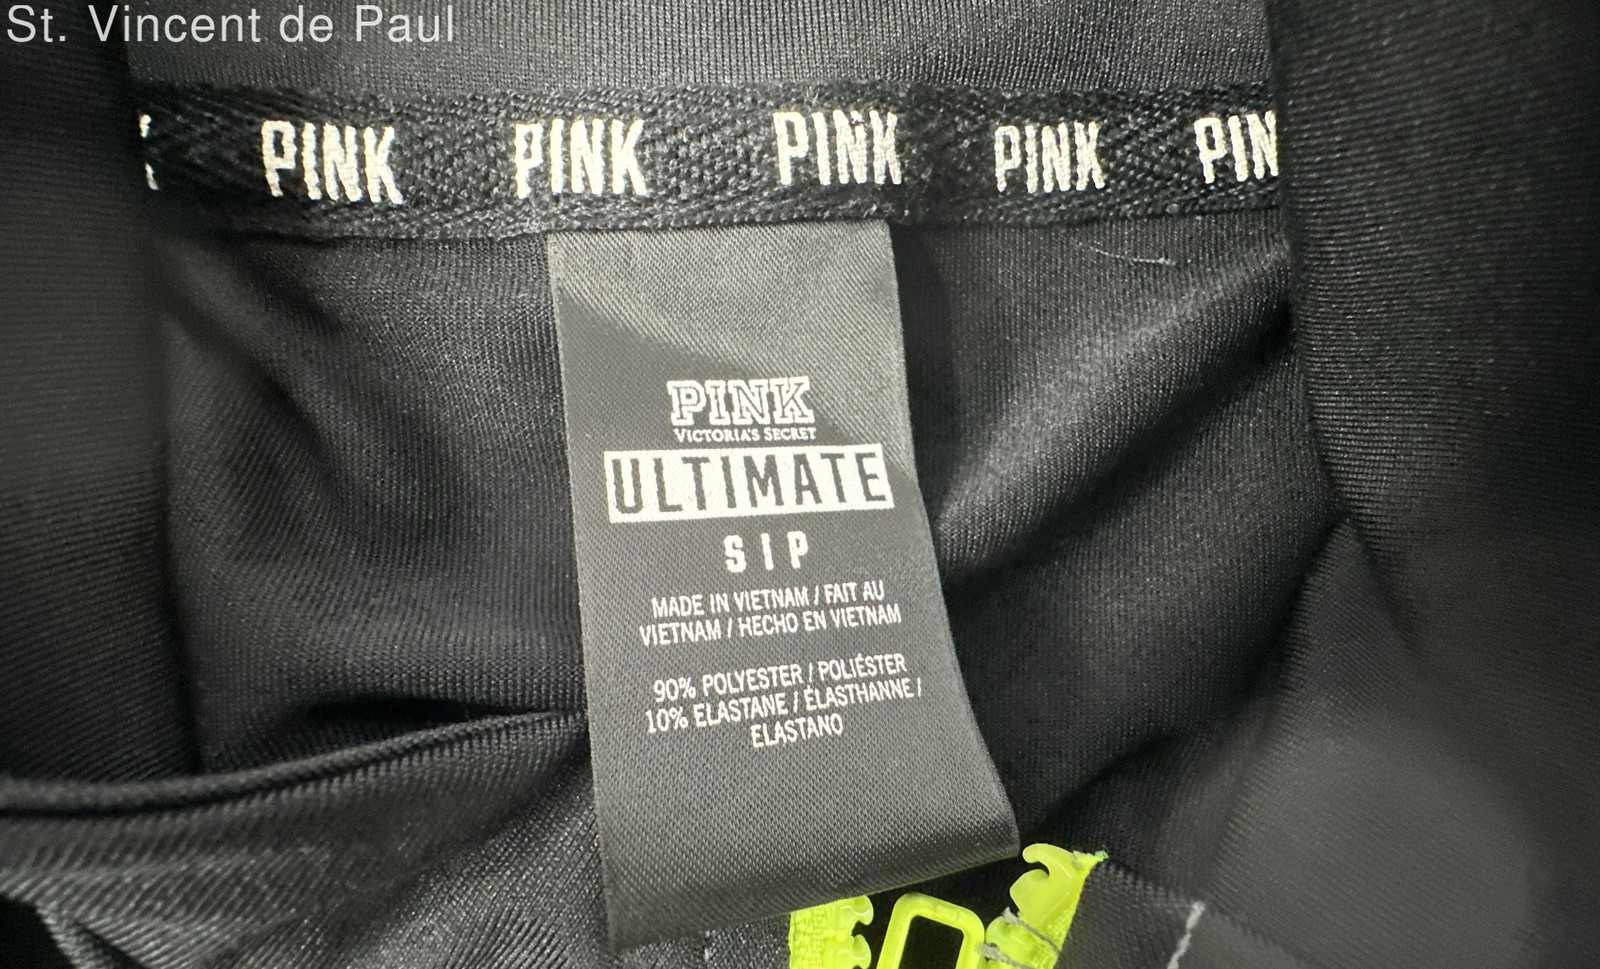 St. Vincent de Paul
PINK PINK PINK PINK PIN
PINK
VICTORIA'S SECRET
ULTIMATE
S I P
MADE IN VIETNAM / FAIT AU
VIETNAM / HECHO EN VIETNAM
90% POLYESTER / POLIÉSTER
10% ELASTANE / ÉLASTHANNE /
ELASTANO